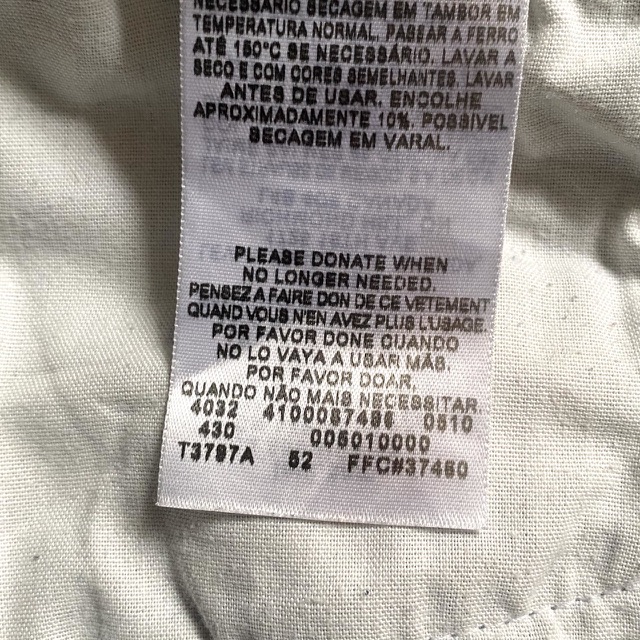 NECESSÁRIO SECAGEM EM TAMBOR EM
TEMPERATURA NORMAL. PASEAR A FERRO
ATÉ 150°C SE NECESSÁRIO. LAVAR A
SECO E COM CORES SEMELHANTES. LAVAR
ANTES DE USAR. ENCOLHE
APROXIMADAMENTE 10%. POSSÍVEL
SECAGEM EM VARAL.
PLEASE DONATE WHEN
NO LONGER NEEDED.
PENSEZ A FAIRE DON DE CE VETEMENT
QUAND VOUS N'EN AVEZ PLUS L'USAGE.
POR FAVOR DONE CUANDO
NO LO VAYA A USAR MÁS.
POR FAVOR DOAR,
QUANDO NÃO MAIS NECESSITAR.
4032 4100087486 0510
430 005010000
T3797A 52 FFC#37460